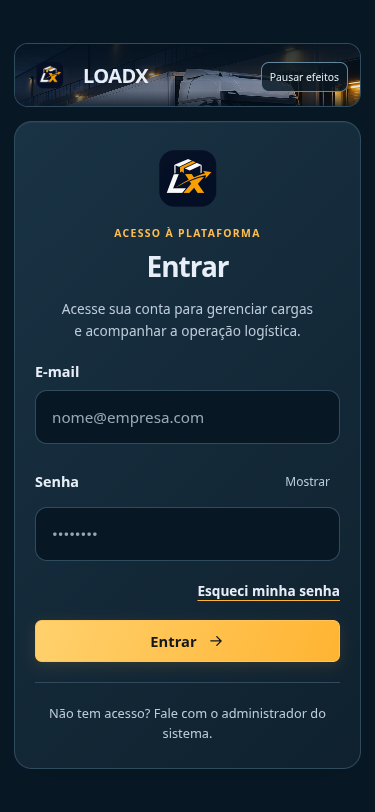 LOADX
Pausar efeitos
LX
ACESSO À PLATAFORMA
Entrar
Acesse sua conta para gerenciar cargas
e acompanhar a operação logística.
E-mail
nome@empresa.com
Senha
Mostrar
••••••••
Esqueci minha senha
Entrar →
Não tem acesso? Fale com o administrador do
sistema.